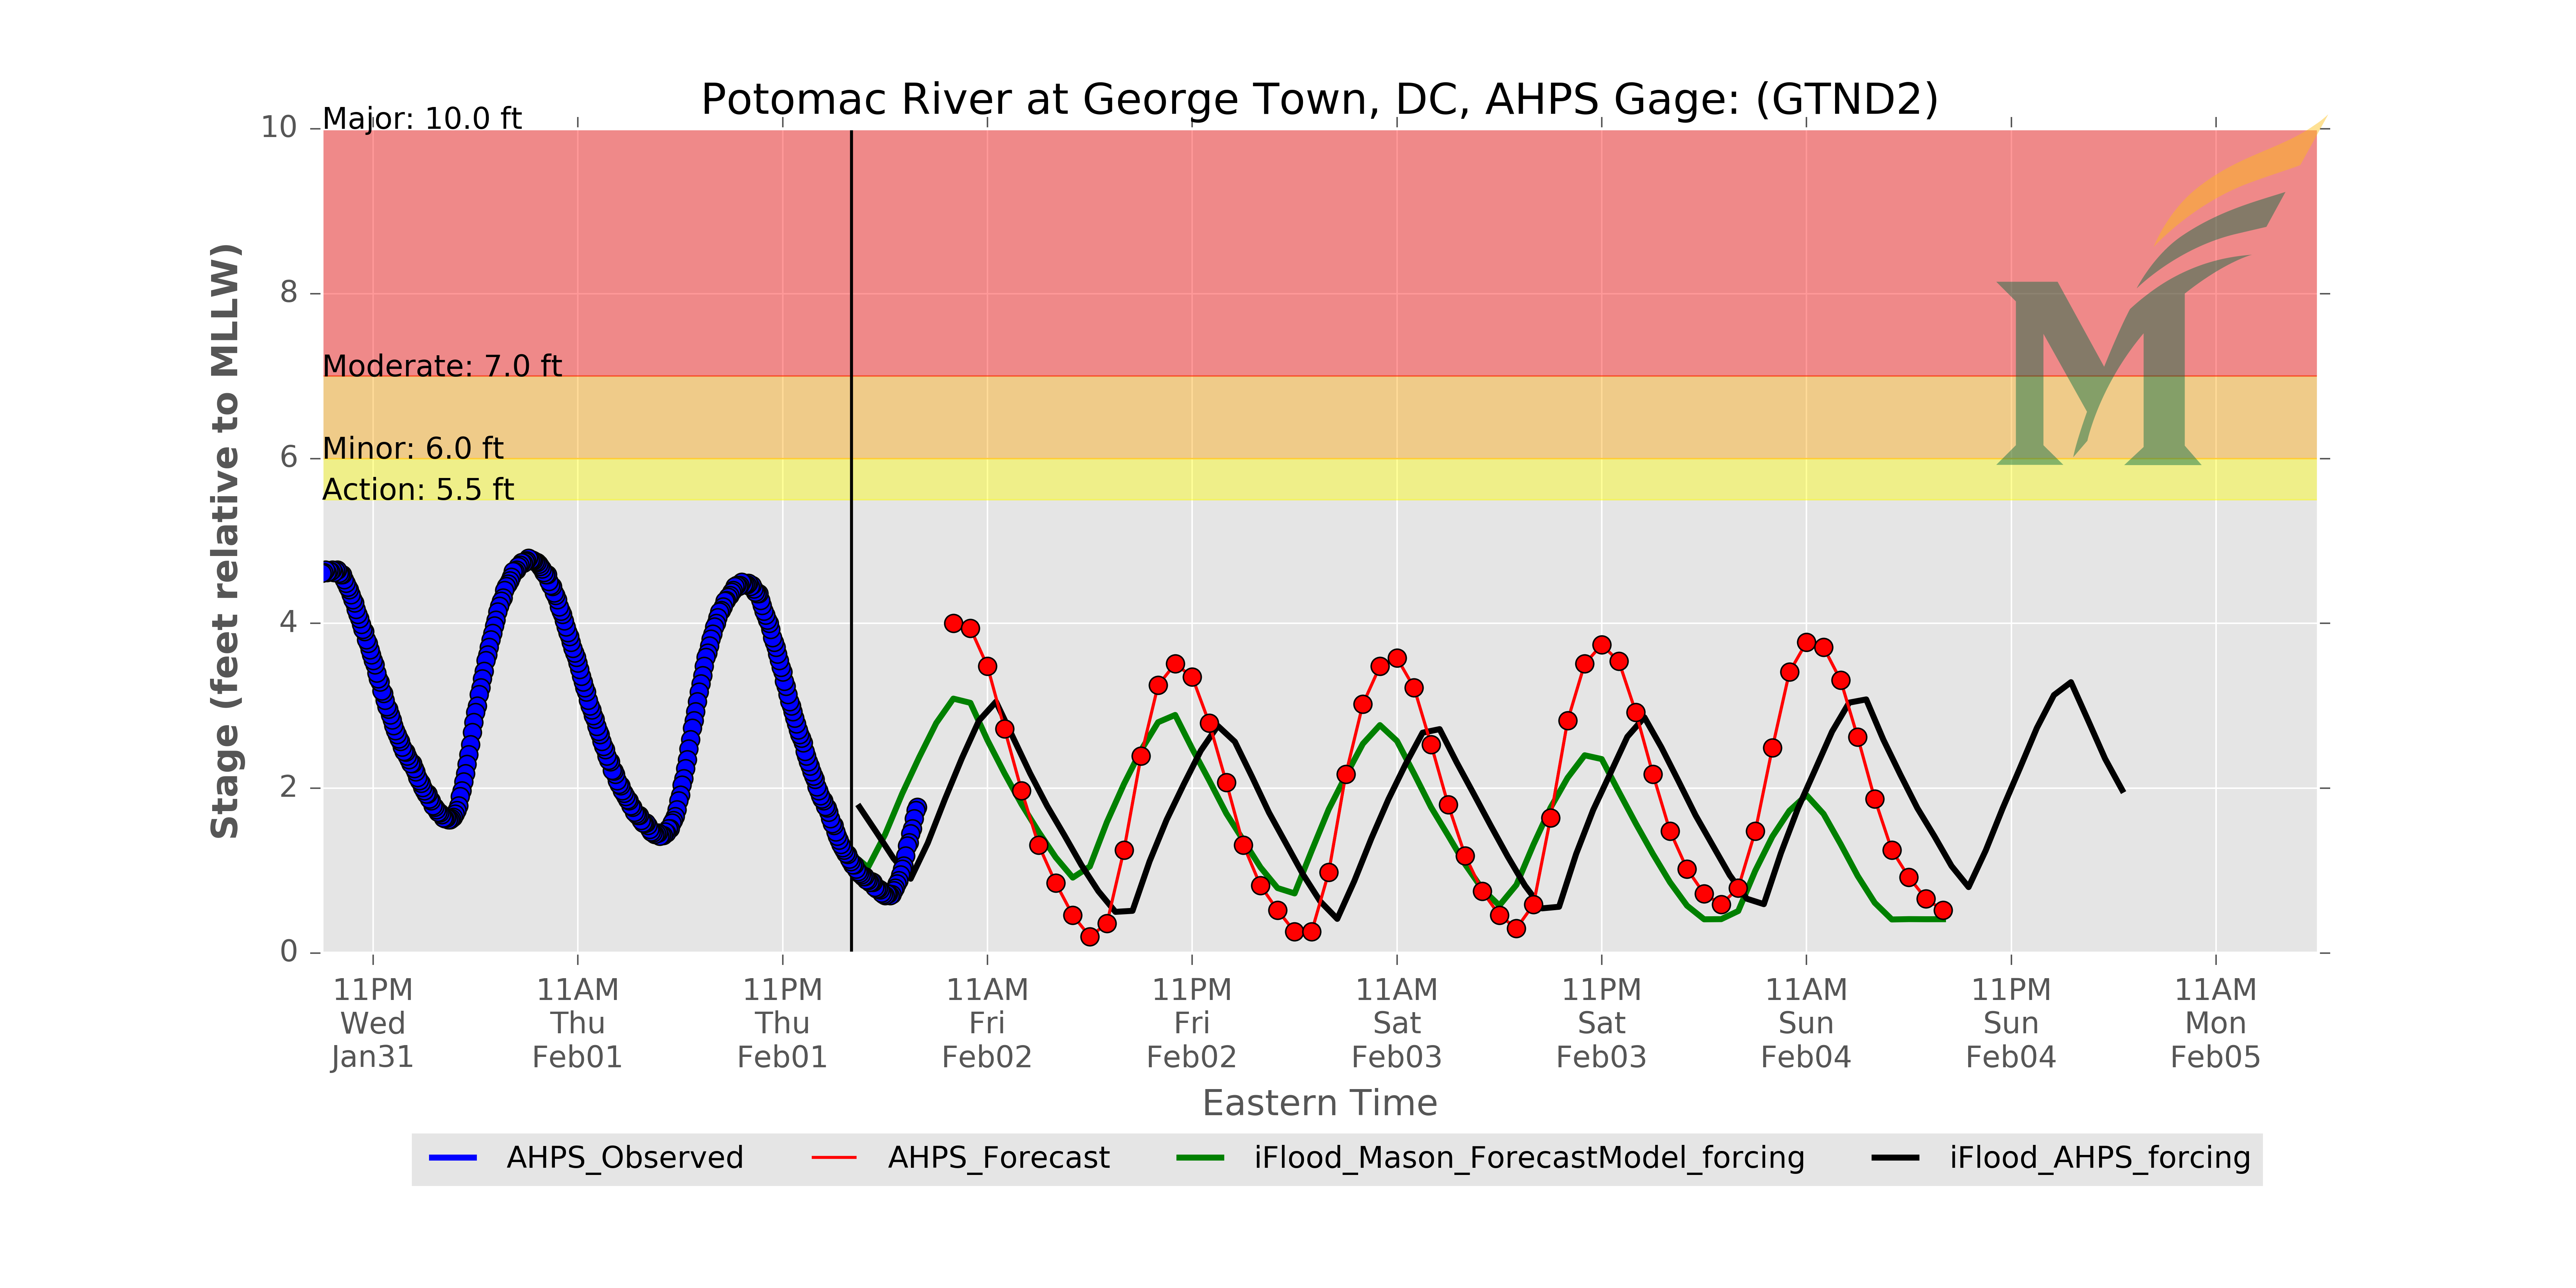 Potomac River at George Town, DC, AHPS Gage: (GTND2)
Major: 10.0 ft
Moderate: 7.0 ft
Minor: 6.0 ft
Action: 5.5 ft
Stage (feet relative to MLLW)
10
8
6
4
2
0
11PM 11AM 11PM 11AM 11PM 11AM 11PM 11AM 11PM 11AM
Wed Thu Thu Fri Fri Sat Sat Sun Sun Mon
Jan31 Feb01 Feb01 Feb02 Feb02 Feb03 Feb03 Feb04 Feb04 Feb05
Eastern Time
AHPS_Observed AHPS_Forecast iFlood_Mason_ForecastModel_forcing iFlood_AHPS_forcing
M